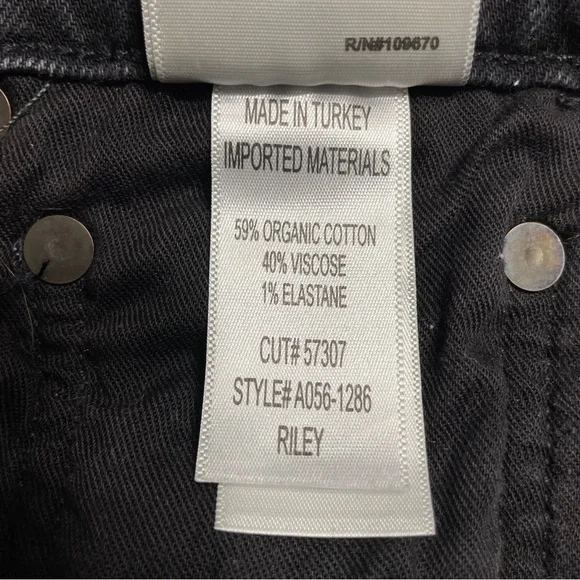 R/N#109670
MADE IN TURKEY
IMPORTED MATERIALS
59% ORGANIC COTTON
40% VISCOSE
1% ELASTANE
CUT# 57307
STYLE# A056-1286
RILEY